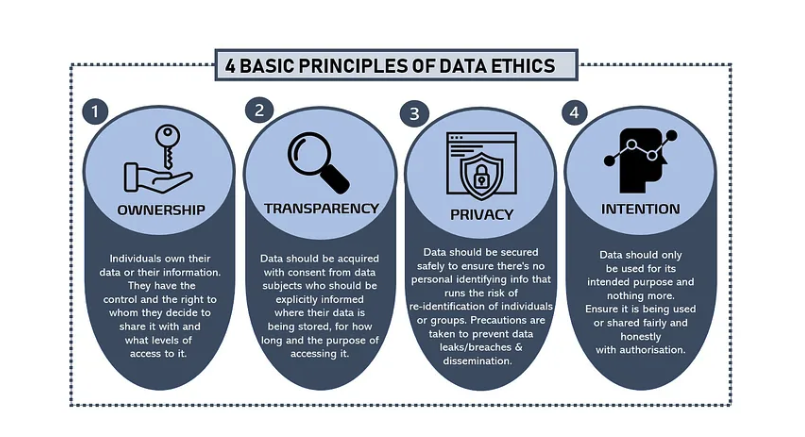 4 BASIC PRINCIPLES OF DATA ETHICS
1
OWNERSHIP
Individuals own their
data or their information.
They have the
control and the right to
whom they decide to
share it with and
what levels of
access to it.
2
TRANSPARENCY
Data should be acquired
with consent from data
subjects who should be
explicitly informed
where their data is
being stored, for how
long and the purpose of
accessing it.
3
PRIVACY
Data should be secured
safely to ensure there's no
personal identifying info that
runs the risk of
re-identification of individuals
or groups. Precautions are
taken to prevent data
leaks/breaches &
dissemination.
4
INTENTION
Data should only
be used for its
intended purpose and
nothing more.
Ensure it is being used
or shared fairly and
honestly
with authorisation.